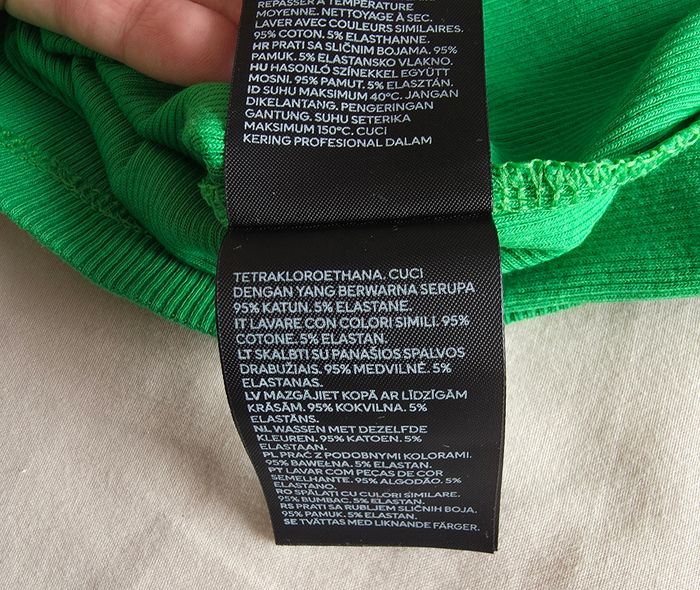 REPASSER À TEMPÉRATURE
MOYENNE. NETTOYAGE À SEC.
LAVER AVEC COULEURS SIMILAIRES.
95% COTON. 5% ELASTHANNE.
HR PRATI SA SLIČNIM BOJAMA. 95%
PAMUK. 5% ELASTANSKO VLAKNO.
HU HASONLÓ SZÍNEKKEL EGYÜTT
MOSNI. 95% PAMUT. 5% ELASZTÁN.
ID SUHU MAKSIMUM 40°C. JANGAN
DIKELANTANG. PENGERINGAN
GANTUNG. SUHU SETERIKA
MAKSIMUM 150°C. CUCI
KERING PROFESIONAL DALAM
TETRAKLOROETHANA. CUCI
DENGAN YANG BERWARNA SERUPA
95% KATUN. 5% ELASTANE
IT LAVARE CON COLORI SIMILI. 95%
COTONE. 5% ELASTAN.
LT SKALBTI SU PANAŠIOS SPALVOS
DRABUŽIAIS. 95% MEDVILNĖ. 5%
ELASTANAS.
LV MAZGĀJIET KOPĀ AR LĪDZĪGĀM
KRĀSĀM. 95% KOKVILNA. 5%
ELASTĀNS.
NL WASSEN MET DEZELFDE
KLEUREN. 95% KATOEN. 5%
ELASTAAN.
PL PRAĆ Z PODOBNYMI KOLORAMI.
95% BAWEŁNA. 5% ELASTAN.
PT LAVAR COM PEÇAS DE COR
SEMELHANTE. 95% ALGODÃO. 5%
ELASTANO.
RO SPĂLAȚI CU CULORI SIMILARE.
95% BUMBAC. 5% ELASTAN.
RS PRATI SA RUBLJEM SLIČNIH BOJA.
95% PAMUK. 5% ELASTAN.
SE TVÄTTAS MED LIKNANDE FÄRGER.